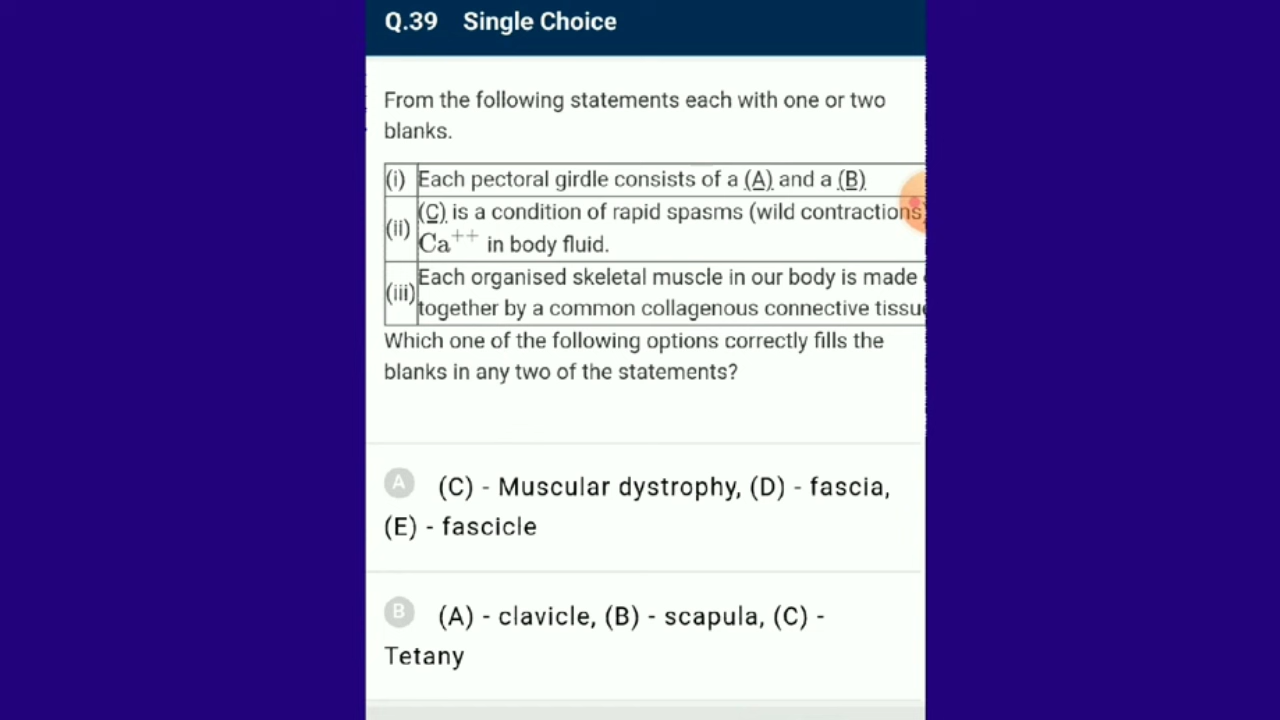 Q.39 Single Choice
From the following statements each with one or two
blanks.
(i) Each pectoral girdle consists of a (A) and a (B)
(ii) (C) is a condition of rapid spasms (wild contractions)
Ca⁺⁺ in body fluid.
(iii) Each organised skeletal muscle in our body is made
together by a common collagenous connective
Which one of the following options correctly fills the
blanks in any two of the statements?
A (C) - Muscular dystrophy, (D) - fascia,
(E) - fascicle
B (A) - clavicle, (B) - scapula, (C) -
Tetany